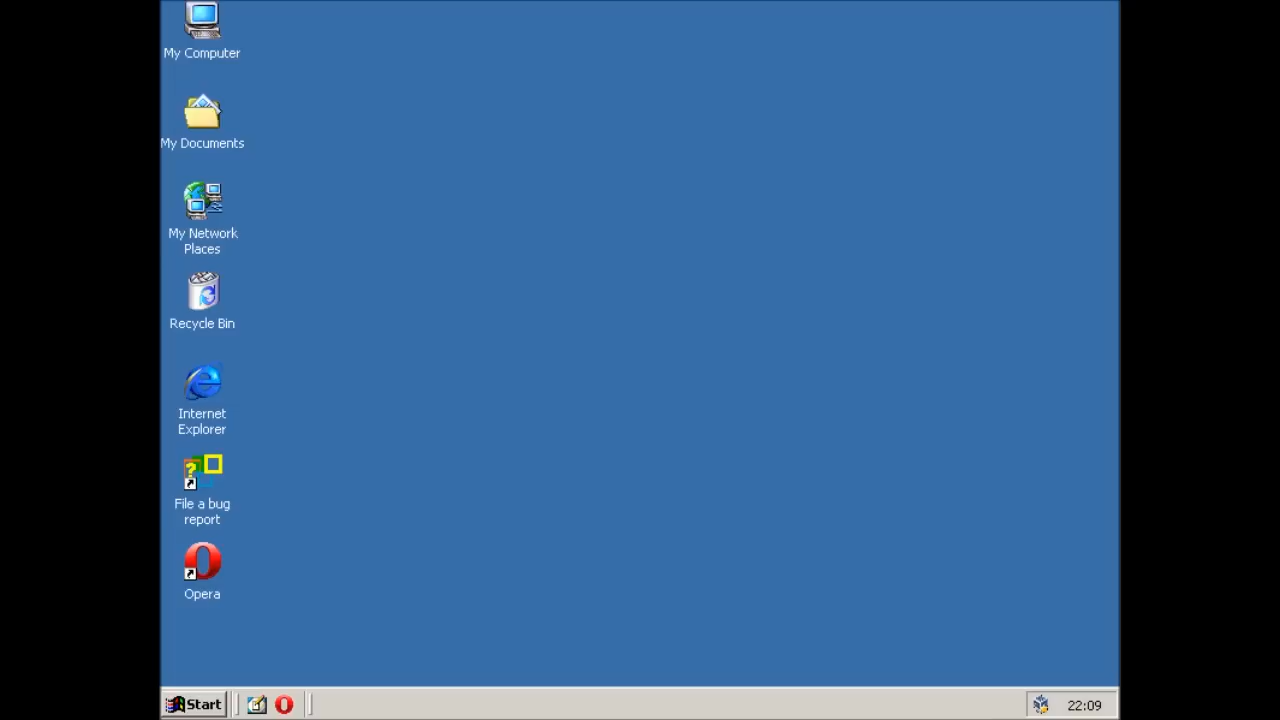 My Computer
My Documents
My Network
Places
Recycle Bin
Internet
Explorer
File a bug
report
Opera
Start
22:09